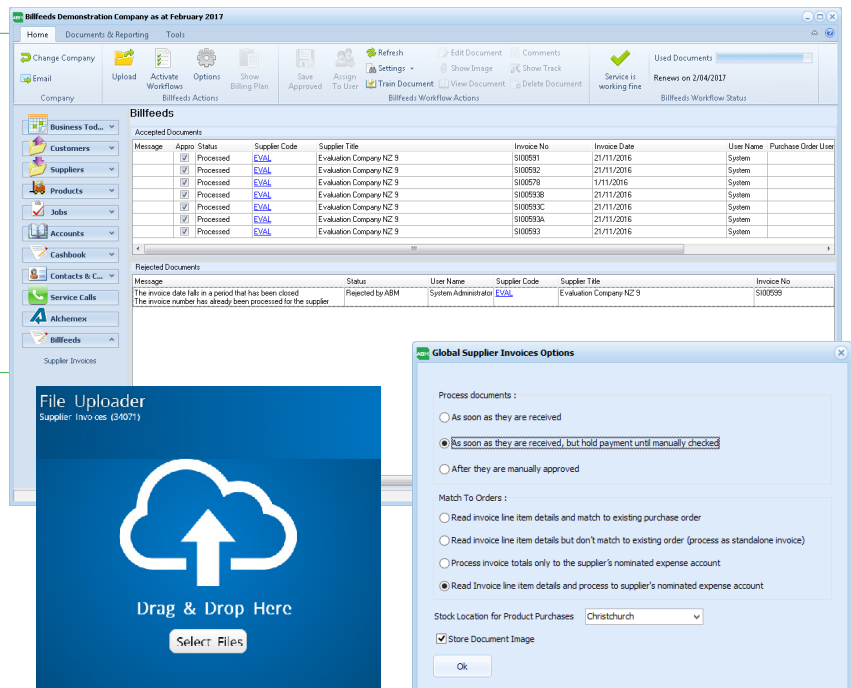 Billfeeds Demonstration Company as at February 2017
Home Documents & Reporting Tools
Change Company
Email
Company
Upload
Activate Workflows
Options
Show Billing Plan
Billfeeds Actions
Save Approved
Assign To User
Refresh
Settings
Train Document
Edit Document
Show Image
View Document
Comments
Show Track
Delete Document
Billfeeds Workflow Actions
Service is working fine
Used Documents
Renews on 2/04/2017
Billfeeds Workflow Status
Business Tod...
Customers
Suppliers
Products
Jobs
Accounts
Cashbook
Contacts & C...
Service Calls
Alchemex
Billfeeds
Supplier Invoices
Billfeeds
Accepted Documents
Message Appro Status Supplier Code Supplier Title Invoice No Invoice Date User Name Purchase Order User
Processed EVAL Evaluation Company NZ 9 SI00591 21/11/2016 System
Processed EVAL Evaluation Company NZ 9 SI00592 21/11/2016 System
Processed EVAL Evaluation Company NZ 9 SI00578 1/11/2016 System
Processed EVAL Evaluation Company NZ 9 SI00593B 21/11/2016 System
Processed EVAL Evaluation Company NZ 9 SI00593C 21/11/2016 System
Processed EVAL Evaluation Company NZ 9 SI00593A 21/11/2016 System
Processed EVAL Evaluation Company NZ 9 SI00593 21/11/2016 System
Rejected Documents
Message Status User Name Supplier Code Supplier Title Invoice No
The invoice date falls in a period that has been closed Rejected by ABM System Administrator EVAL Evaluation Company NZ 9 SI00599
The invoice number has already been processed for the supplier
File Uploader
Supplier Invoices (34071)
Drag & Drop Here
Select Files
ABM Global Supplier Invoices Options
Process documents :
As soon as they are received
As soon as they are received, but hold payment until manually checked
After they are manually approved
Match To Orders :
Read invoice line item details and match to existing purchase order
Read invoice line item details but don't match to existing order (process as standalone invoice)
Process invoice totals only to the supplier's nominated expense account
Read Invoice line item details and process to supplier's nominated expense account
Stock Location for Product Purchases Christchurch
Store Document Image
Ok